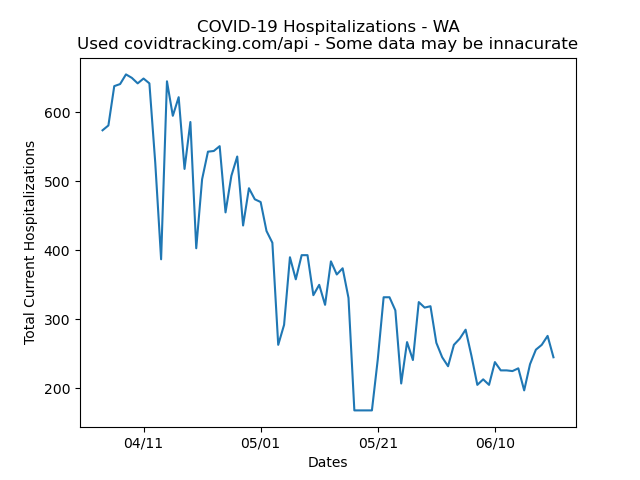 COVID-19 Hospitalizations - WA
Used covidtracking.com/api - Some data may be innacurate
Total Current Hospitalizations
600
500
400
300
200
04/11
05/01
05/21
06/10
Dates